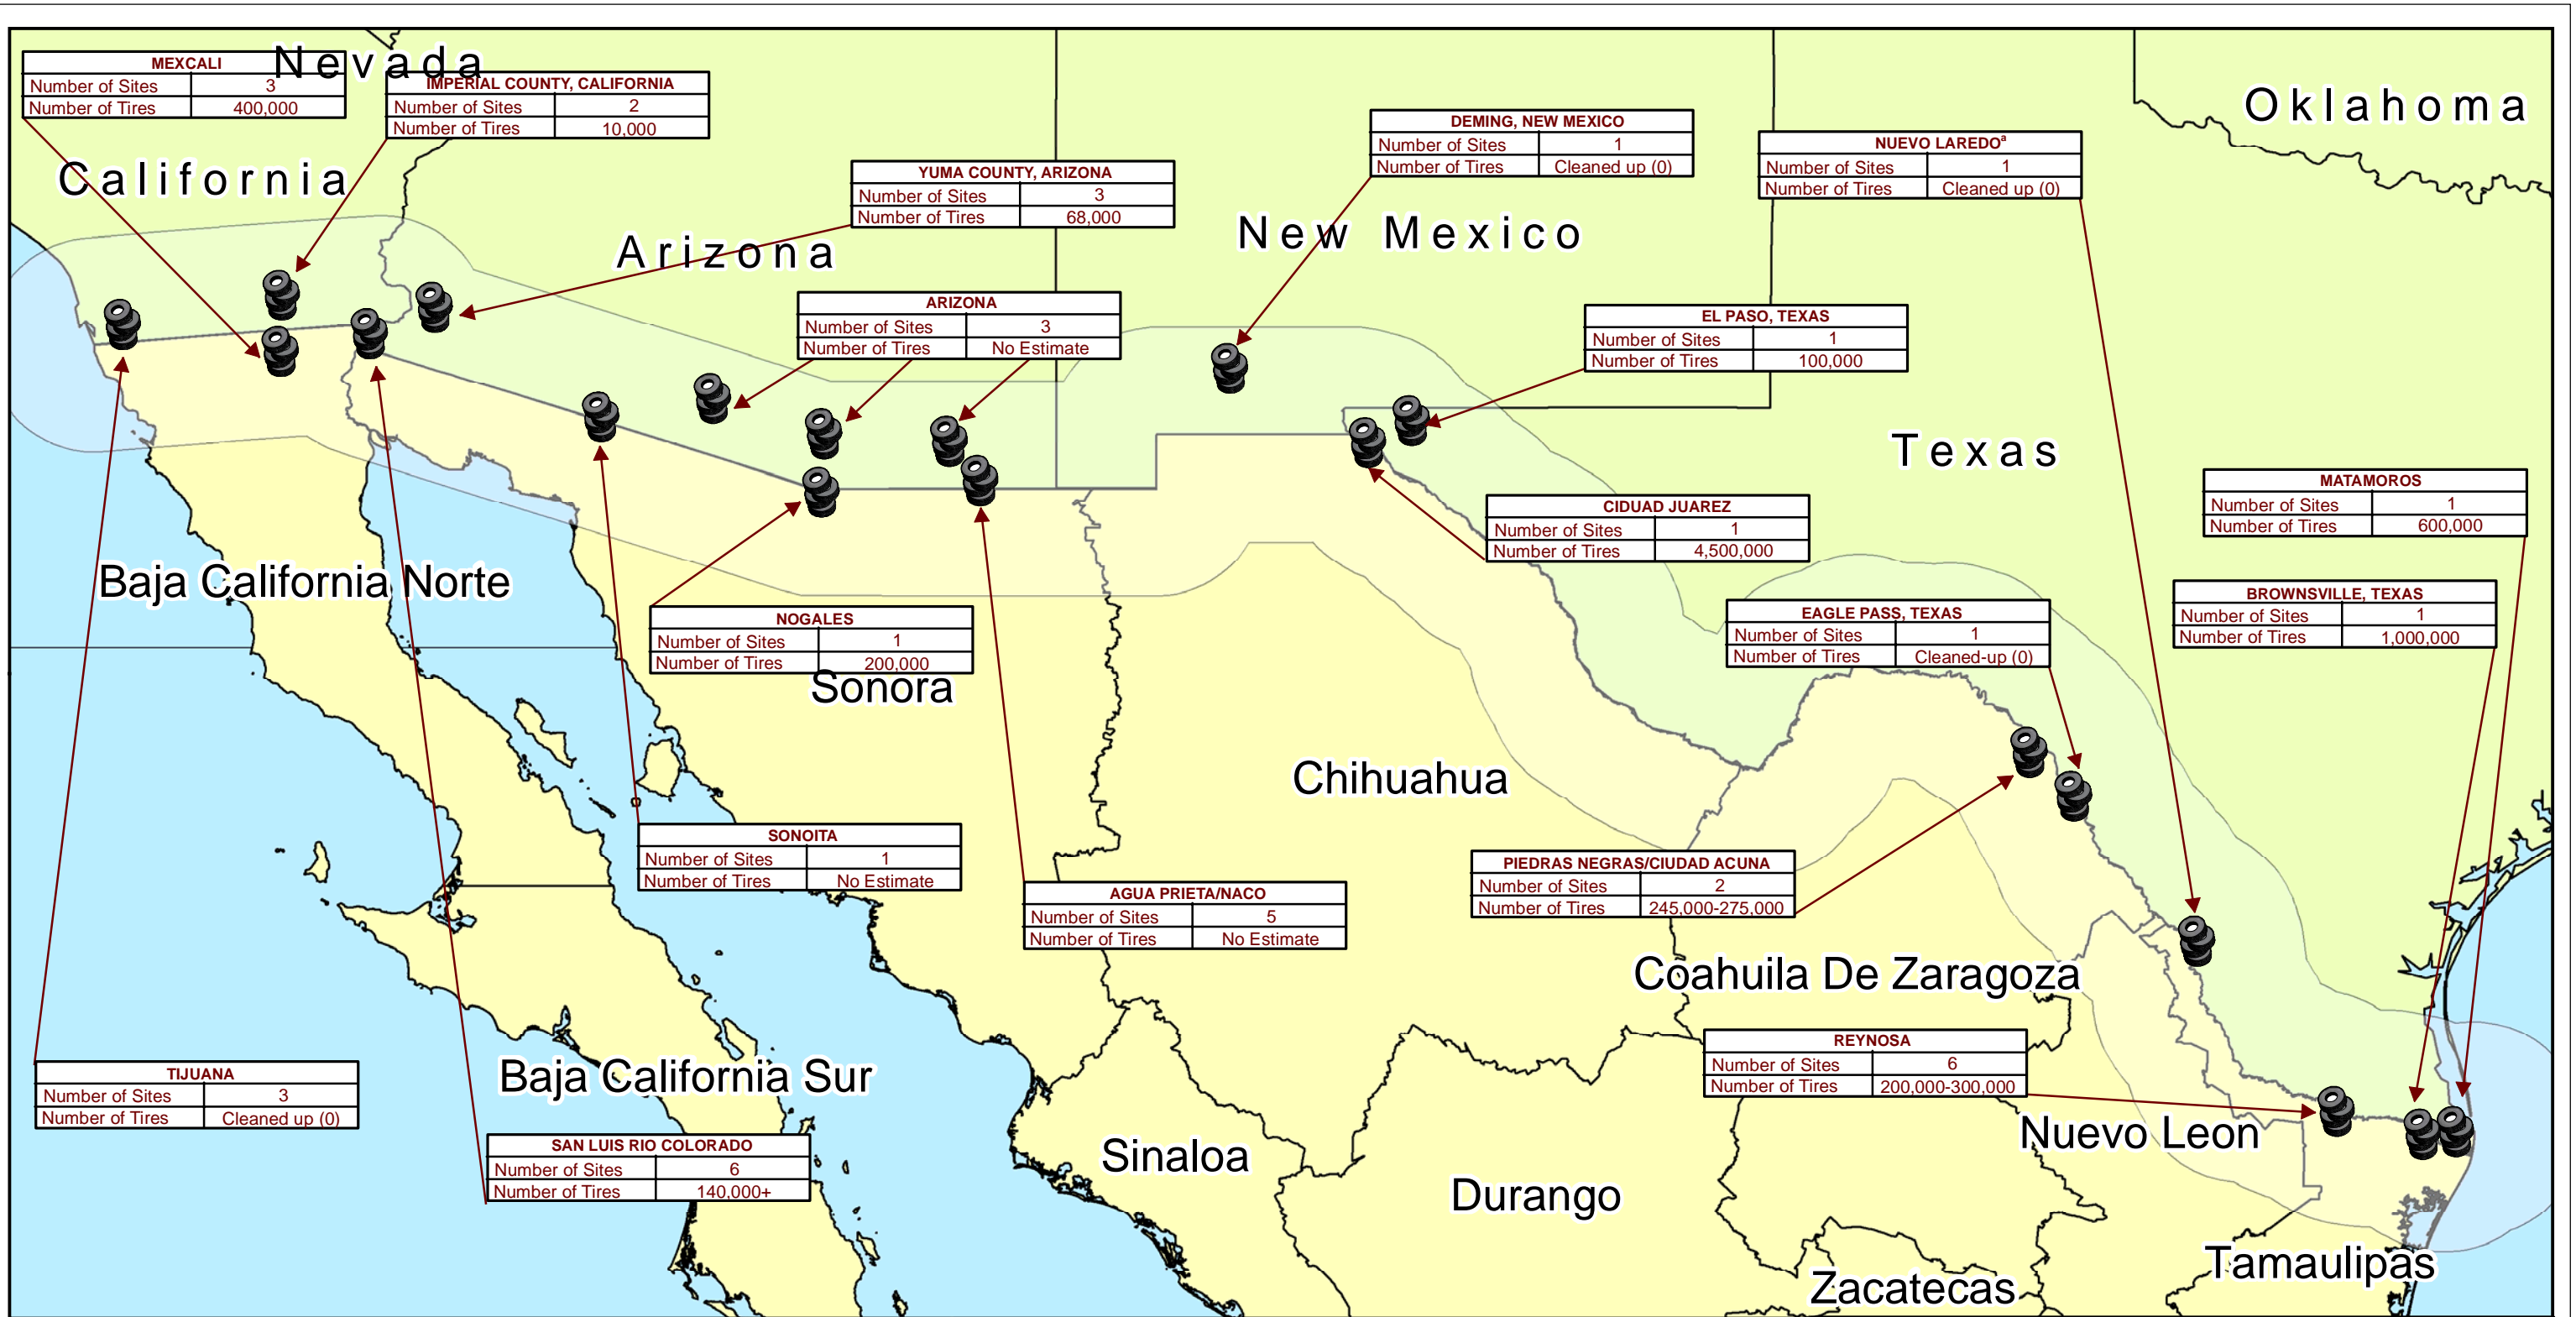 Nevada
MEXCALI
Number of Sites 3
Number of Tires 400,000
IMPERIAL COUNTY, CALIFORNIA
Number of Sites 2
Number of Tires 10,000
Oklahoma
DEMING, NEW MEXICO
Number of Sites 1
Number of Tires Cleaned up (0)
NUEVO LAREDOª
Number of Sites 1
Number of Tires Cleaned up (0)
California
YUMA COUNTY, ARIZONA
Number of Sites 3
Number of Tires 68,000
New Mexico
Arizona
ARIZONA
Number of Sites 3
Number of Tires No Estimate
EL PASO, TEXAS
Number of Sites 1
Number of Tires 100,000
Texas
MATAMOROS
Number of Sites 1
Number of Tires 600,000
CIDUAD JUAREZ
Number of Sites 1
Number of Tires 4,500,000
Baja California Norte
BROWNSVILLE, TEXAS
Number of Sites 1
Number of Tires 1,000,000
EAGLE PASS, TEXAS
Number of Sites 1
Number of Tires Cleaned-up (0)
NOGALES
Number of Sites 1
Number of Tires 200,000
Sonora
Chihuahua
SONOITA
Number of Sites 1
Number of Tires No Estimate
PIEDRAS NEGRAS/CIUDAD ACUNA
Number of Sites 2
Number of Tires 245,000-275,000
AGUA PRIETA/NACO
Number of Sites 5
Number of Tires No Estimate
Coahuila De Zaragoza
REYNOSA
Number of Sites 6
Number of Tires 200,000-300,000
TIJUANA
Number of Sites 3
Number of Tires Cleaned up (0)
Baja California Sur
SAN LUIS RIO COLORADO
Number of Sites 6
Number of Tires 140,000+
Nuevo Leon
Sinaloa
Durango
Tamaulipas
Zacatecas